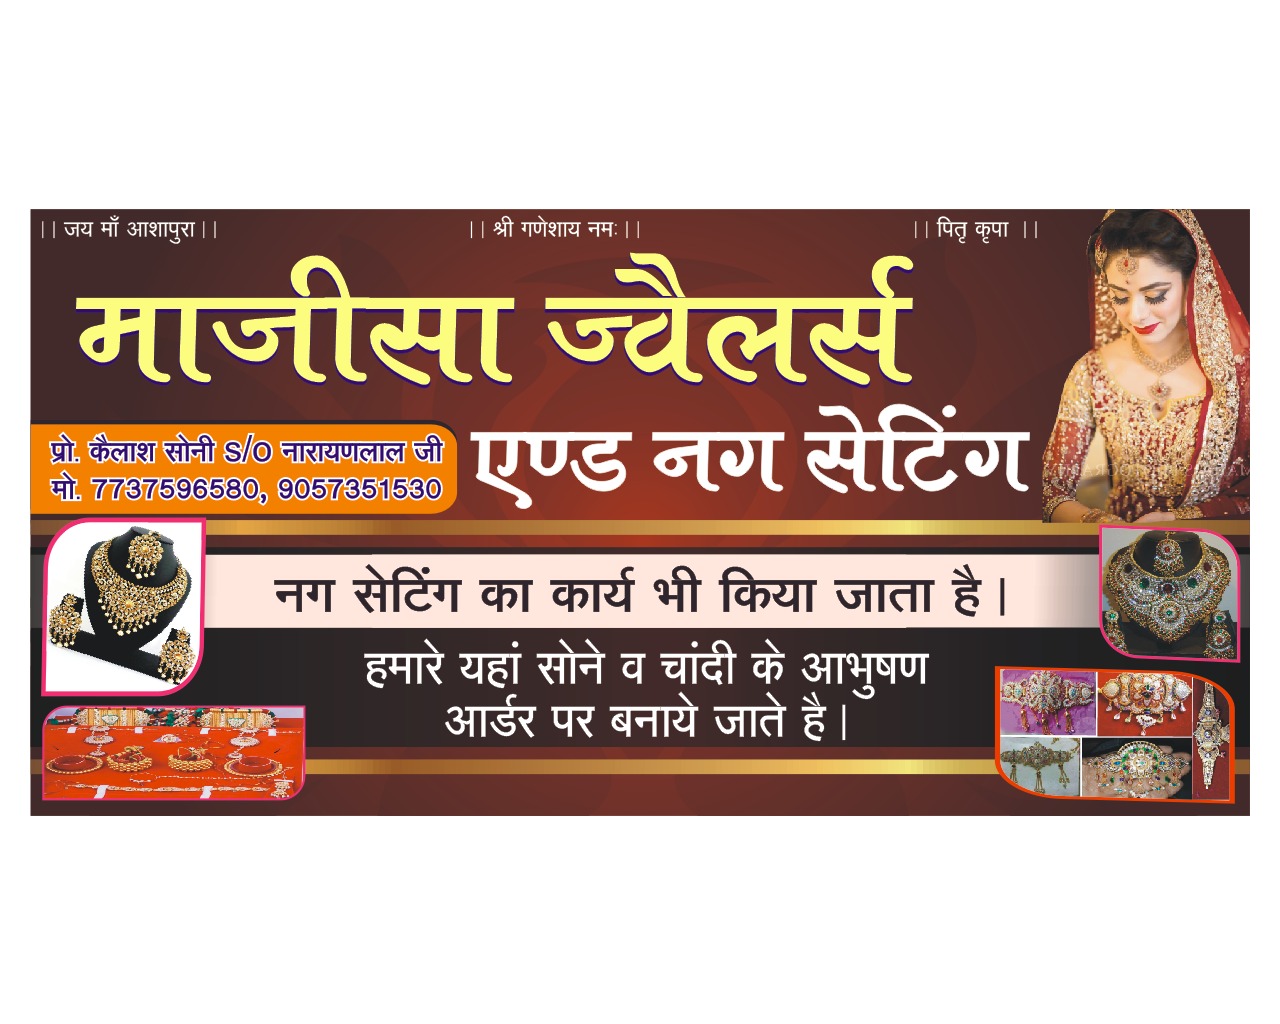 || जय माँ आशापुरा ||
|| श्री गणेशाय नमः ||
|| पितृ कृपा ||
माजीसा ज्वैलर्स
एण्ड नग सेटिंग
प्रो. कैलाश सोनी S/O नारायणलाल जी
मो. 7737596580, 9057351530
नग सेटिंग का कार्य भी किया जाता है।
हमारे यहां सोने व चांदी के आभुषण
आर्डर पर बनाये जाते है।